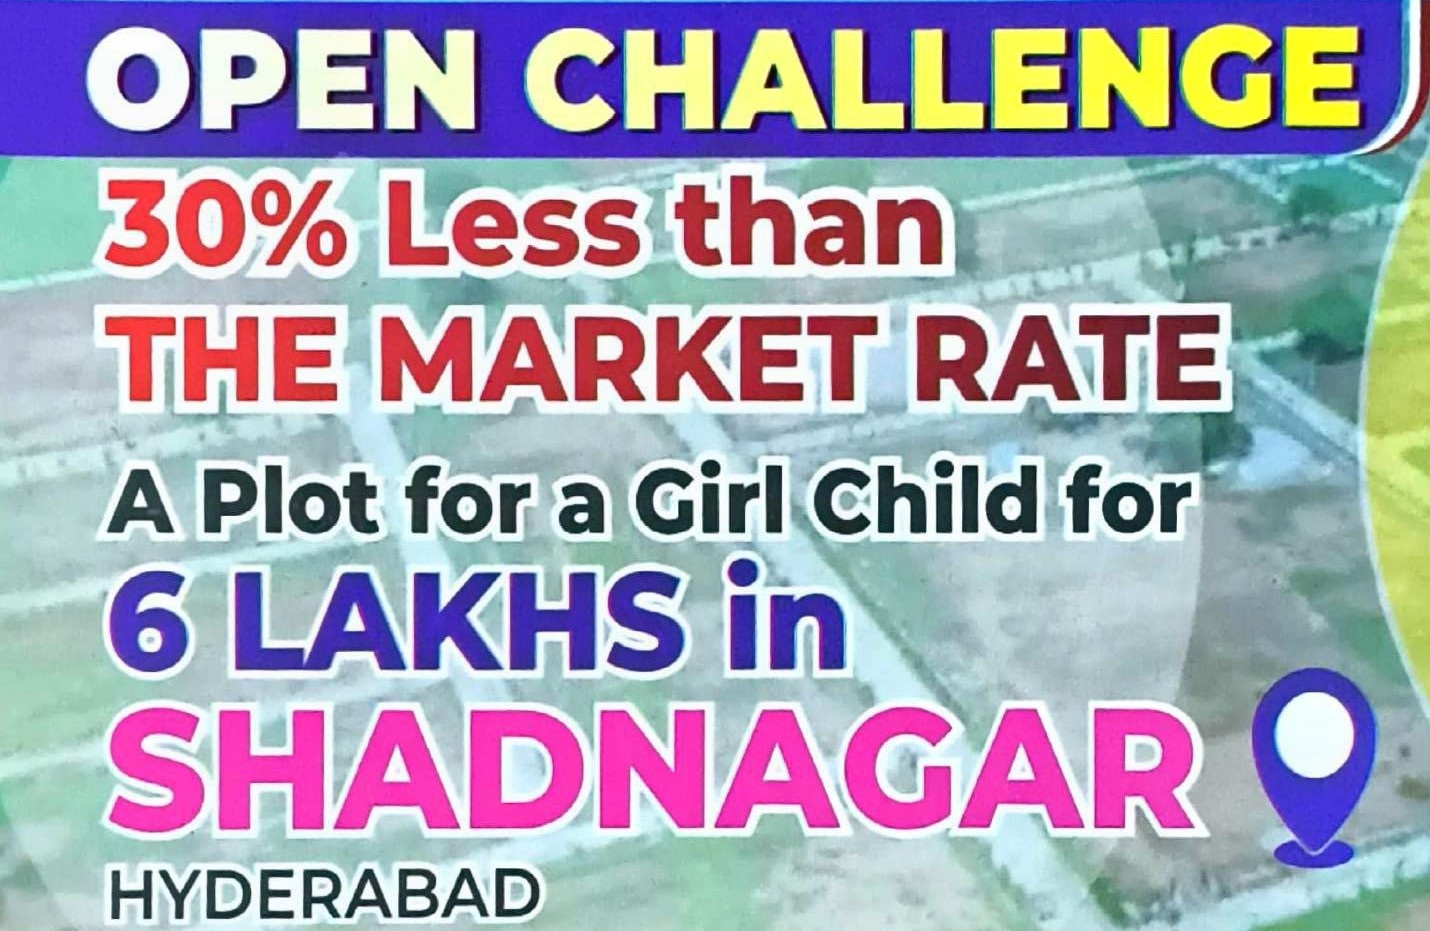 OPEN CHALLENGE
30% Less than
THE MARKET RATE
A Plot for a Girl Child for
6 LAKHS in
SHADNAGAR
HYDERABAD